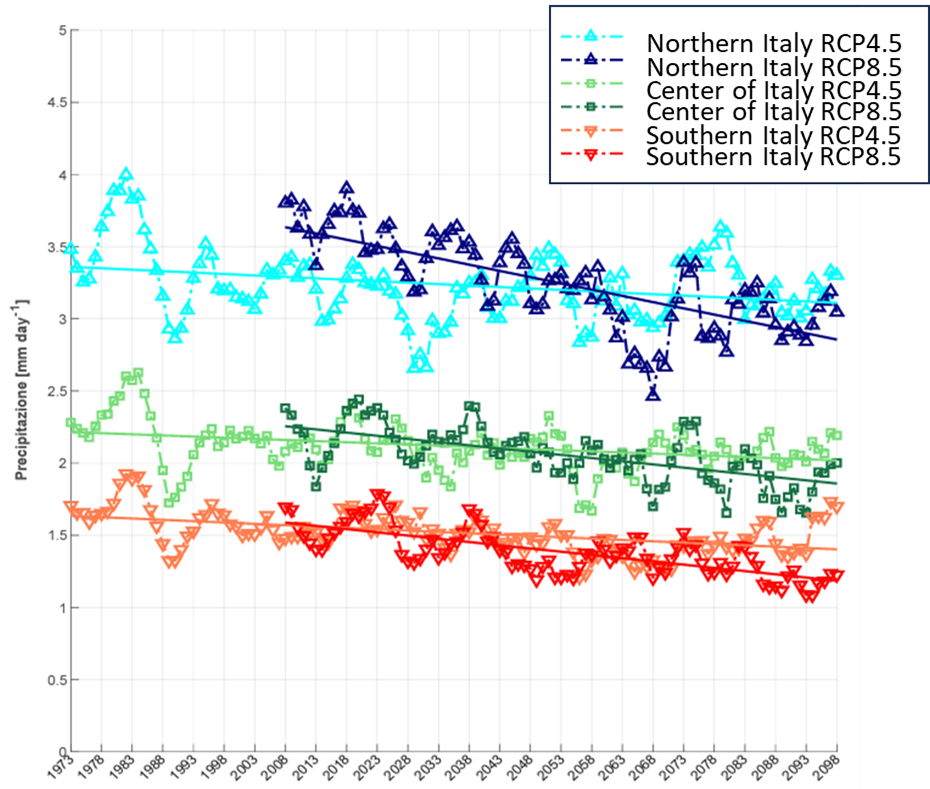 Northern Italy RCP4.5
Northern Italy RCP8.5
Center of Italy RCP4.5
Center of Italy RCP8.5
Southern Italy RCP4.5
Southern Italy RCP8.5
Precipitazione [mm day⁻¹]
5
4.5
4
3.5
3
2.5
2
1.5
1
0.5
0
1973 1978 1983 1988 1993 1998 2003 2008 2013 2018 2023 2028 2033 2038 2043 2048 2053 2058 2063 2068 2073 2078 2083 2088 2093 2098